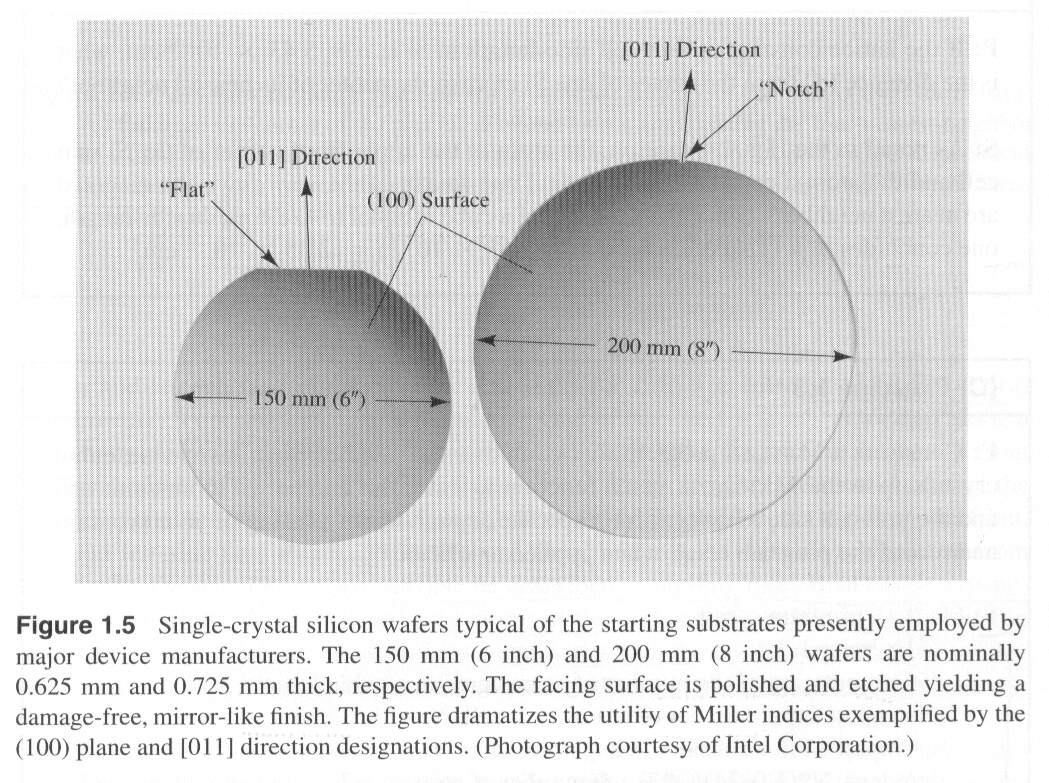 [011] Direction
"Notch"
[011] Direction
"Flat"
(100) Surface
200 mm (8″)
150 mm (6″)
Figure 1.5 Single-crystal silicon wafers typical of the starting substrates presently employed by
major device manufacturers. The 150 mm (6 inch) and 200 mm (8 inch) wafers are nominally
0.625 mm and 0.725 mm thick, respectively. The facing surface is polished and etched yielding a
damage-free, mirror-like finish. The figure dramatizes the utility of Miller indices exemplified by the
(100) plane and [011] direction designations. (Photograph courtesy of Intel Corporation.)